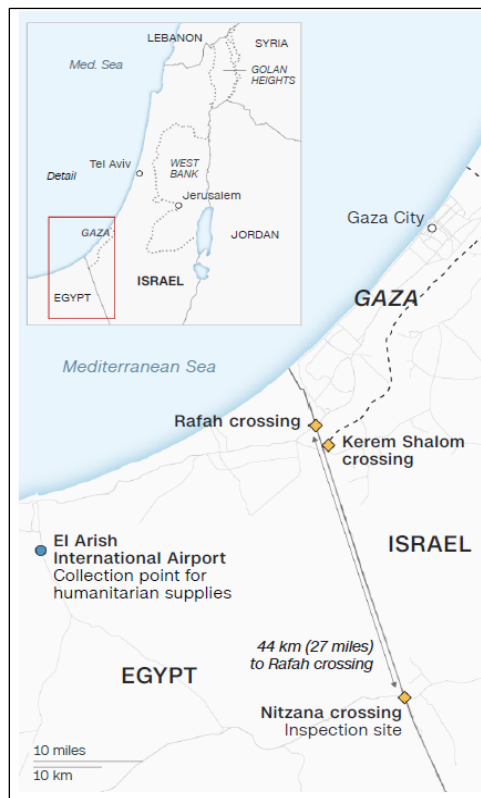 LEBANON
SYRIA
Med. Sea
GOLAN
HEIGHTS
Tel Aviv
WEST
BANK
Detail
Jerusalem
GAZA
JORDAN
ISRAEL
EGYPT
Gaza City
GAZA
Mediterranean Sea
Rafah crossing
Kerem Shalom
crossing
El Arish
International Airport
Collection point for
humanitarian supplies
ISRAEL
44 km (27 miles)
to Rafah crossing
EGYPT
Nitzana crossing
Inspection site
10 miles
10 km